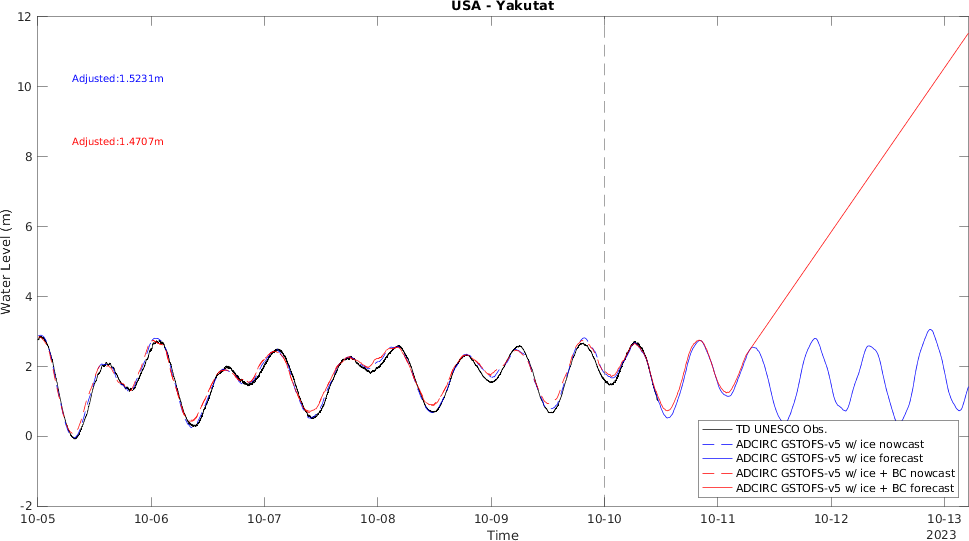 USA - Yakutat
12
10
8
6
4
2
0
-2
Water Level (m)
Adjusted:1.5231m
Adjusted:1.4707m
TD UNESCO Obs.
ADCIRC GSTOFS-v5 w/ ice nowcast
ADCIRC GSTOFS-v5 w/ ice forecast
ADCIRC GSTOFS-v5 w/ ice + BC nowcast
ADCIRC GSTOFS-v5 w/ ice + BC forecast
10-05 10-06 10-07 10-08 10-09 10-10 10-11 10-12 10-13
Time
2023